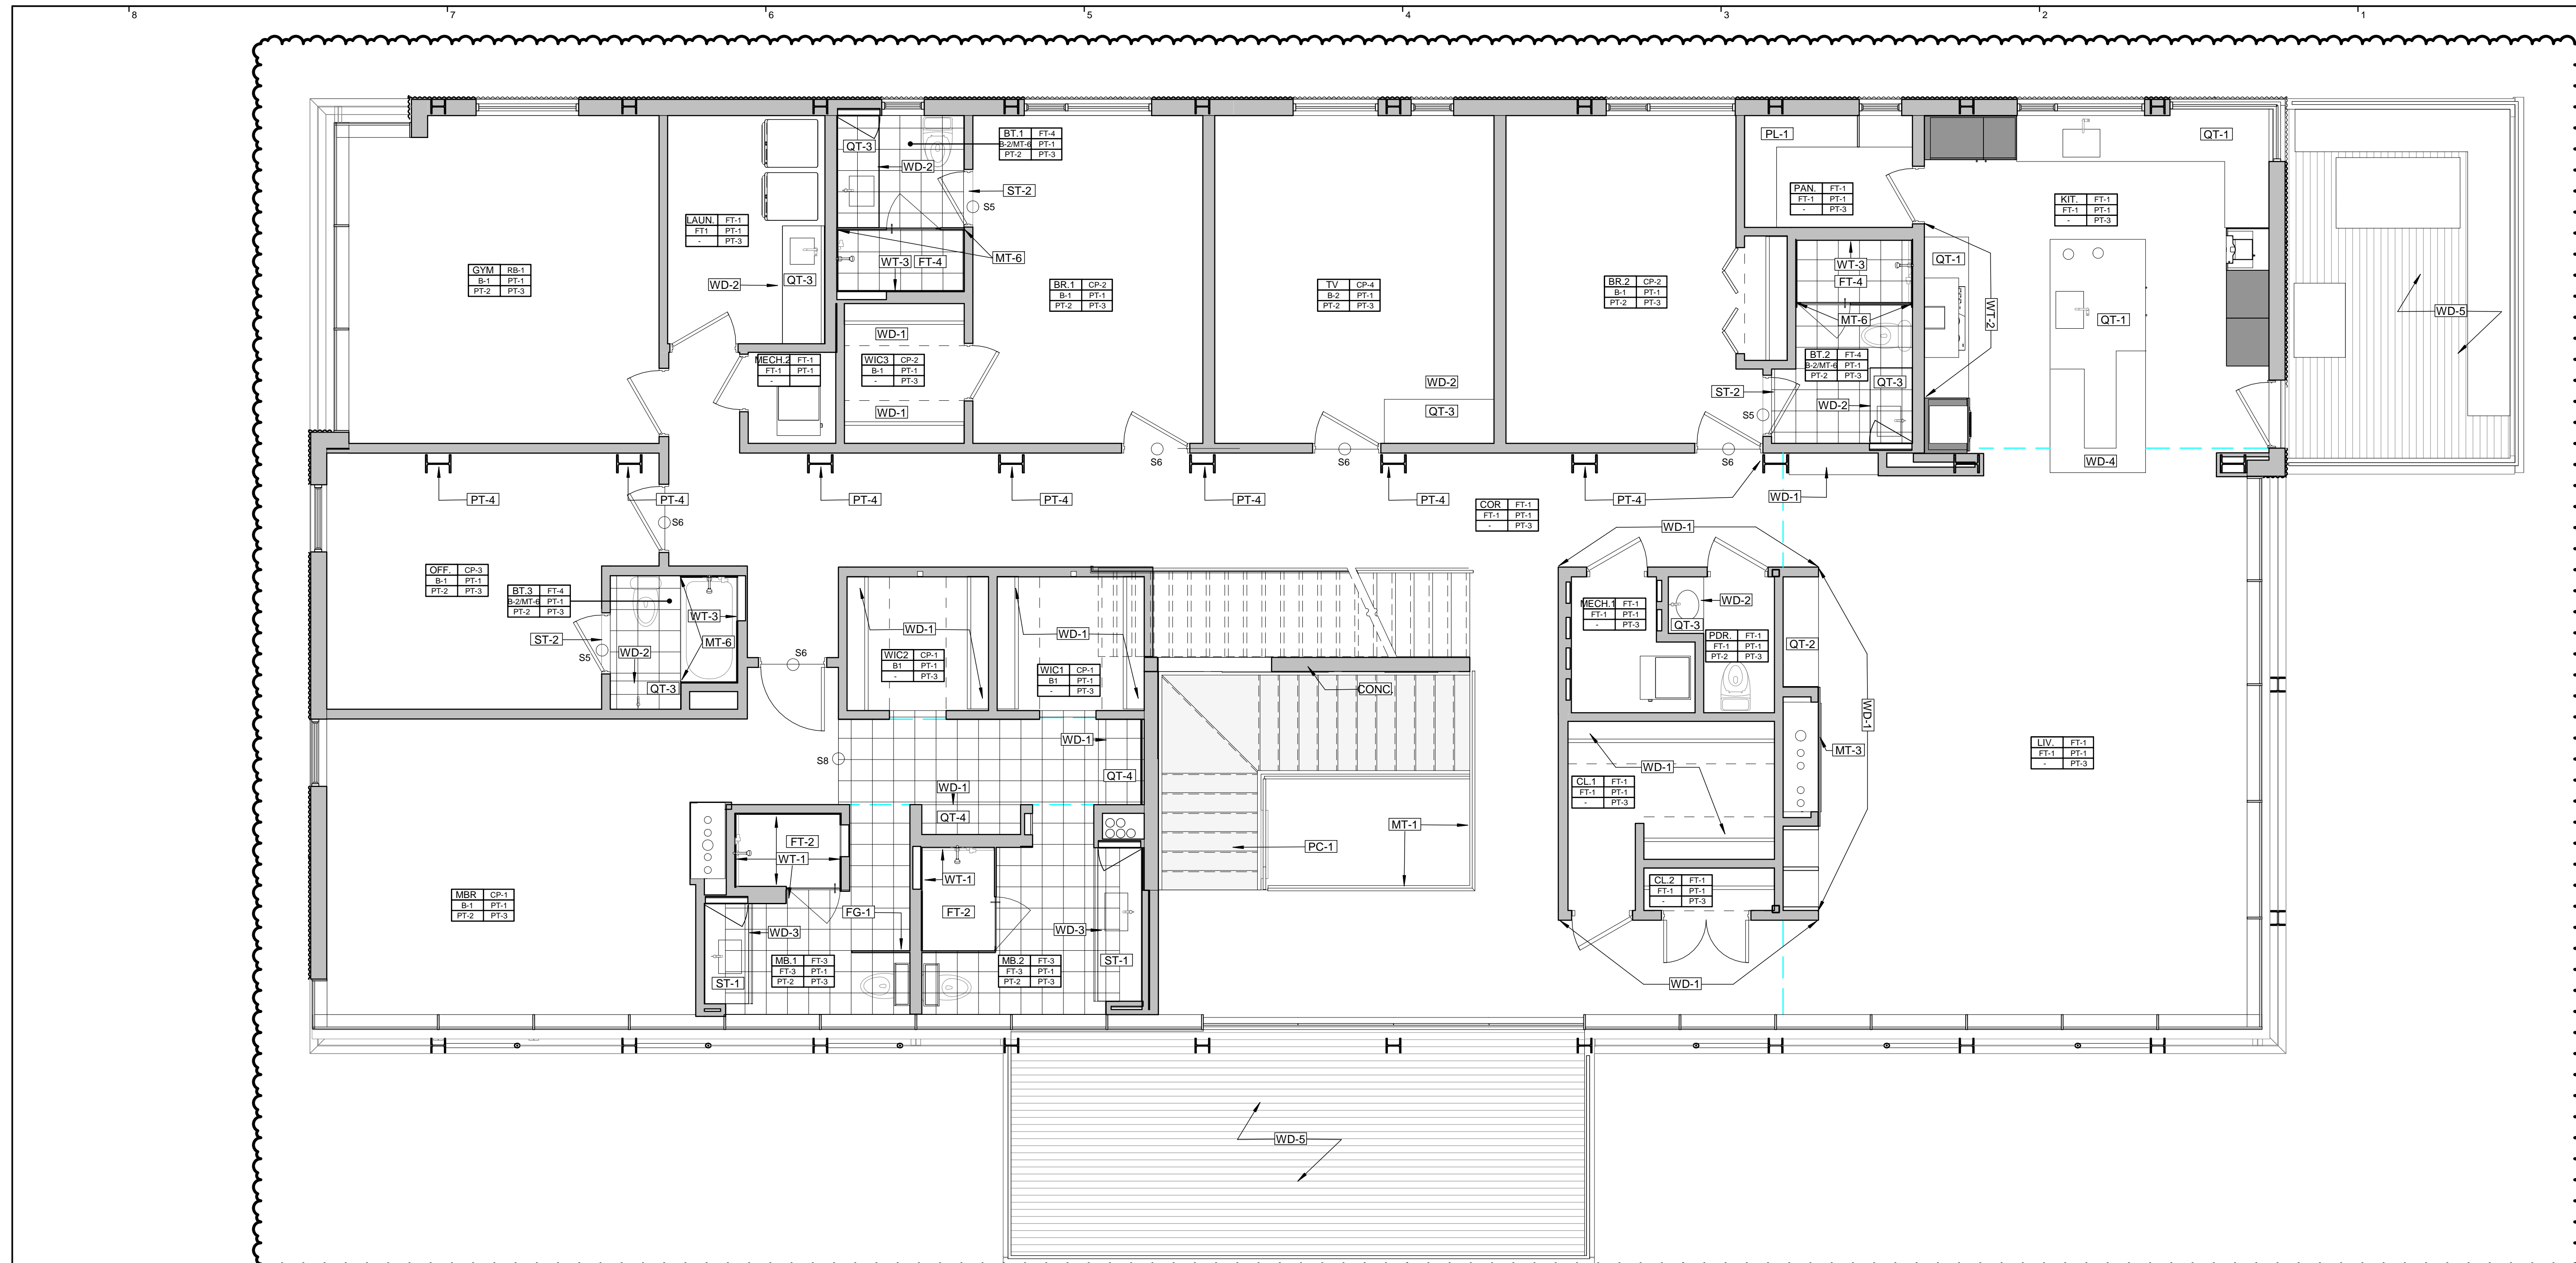 8 7 6 5 4 3 2 1
BT.1 FT-4
B-2/MT-6 PT-1
PT-2 PT-3
QT-3
WD-2
ST-2
S5
PL-1
QT-1
PAN. FT-1
FT-1 PT-1
- PT-3
KIT. FT-1
FT-1 PT-1
- PT-3
LAUN. FT-1
FT1 PT-1
- PT-3
WT-3 FT-4
MT-6
WT-3
FT-4
QT-1
GYM RB-1
B-1 PT-1
PT-2 PT-3
WD-2
QT-3
BR.1 CP-2
B-1 PT-1
PT-2 PT-3
TV CP-4
B-2 PT-1
PT-2 PT-3
BR.2 CP-2
B-1 PT-1
PT-2 PT-3
MT-6
WT-2
QT-1
WD-5
WD-1
MECH.2 FT-1
FT-1 PT-1
-
WIC3 CP-2
B-1 PT-1
- PT-3
WD-1
BT.2 FT-4
B-2/MT-6 PT-1
PT-2 PT-3
WD-2
QT-3
ST-2
S5
QT-3
WD-2
S6
S6
S6
WD-4
PT-4
PT-4
PT-4
PT-4
PT-4
PT-4
PT-4
WD-1
S6
COR FT-1
FT-1 PT-1
- PT-3
WD-1
OFF. CP-3
B-1 PT-1
PT-2 PT-3
BT.3 FT-4
B-2/MT-6 PT-1
PT-2 PT-3
WT-3
MT-6
ST-2
S5
WD-2
QT-3
S6
WD-1
WIC2 CP-1
B1 PT-1
- PT-3
WD-1
WIC1 CP-1
B1 PT-1
- PT-3
CONC.
MECH.1 FT-1
FT-1 PT-1
- PT-3
WD-2
QT-3
PDR. FT-1
FT-1 PT-1
PT-2 PT-3
QT-2
WD-1
S8
WD-1
QT-4
WD-1
QT-4
MT-3
LIV. FT-1
FT-1 PT-1
- PT-3
WD-1
CL.1 FT-1
FT-1 PT-1
- PT-3
FT-2
WT-1
WT-1
FT-2
MT-1
PC-1
MBR CP-1
B-1 PT-1
PT-2 PT-3
FG-1
WD-3
MB.1 FT-3
FT-3 PT-1
PT-2 PT-3
ST-1
WD-3
MB.2 FT-3
FT-3 PT-1
PT-2 PT-3
ST-1
CL.2 FT-1
FT-1 PT-1
- PT-3
WD-1
WD-5